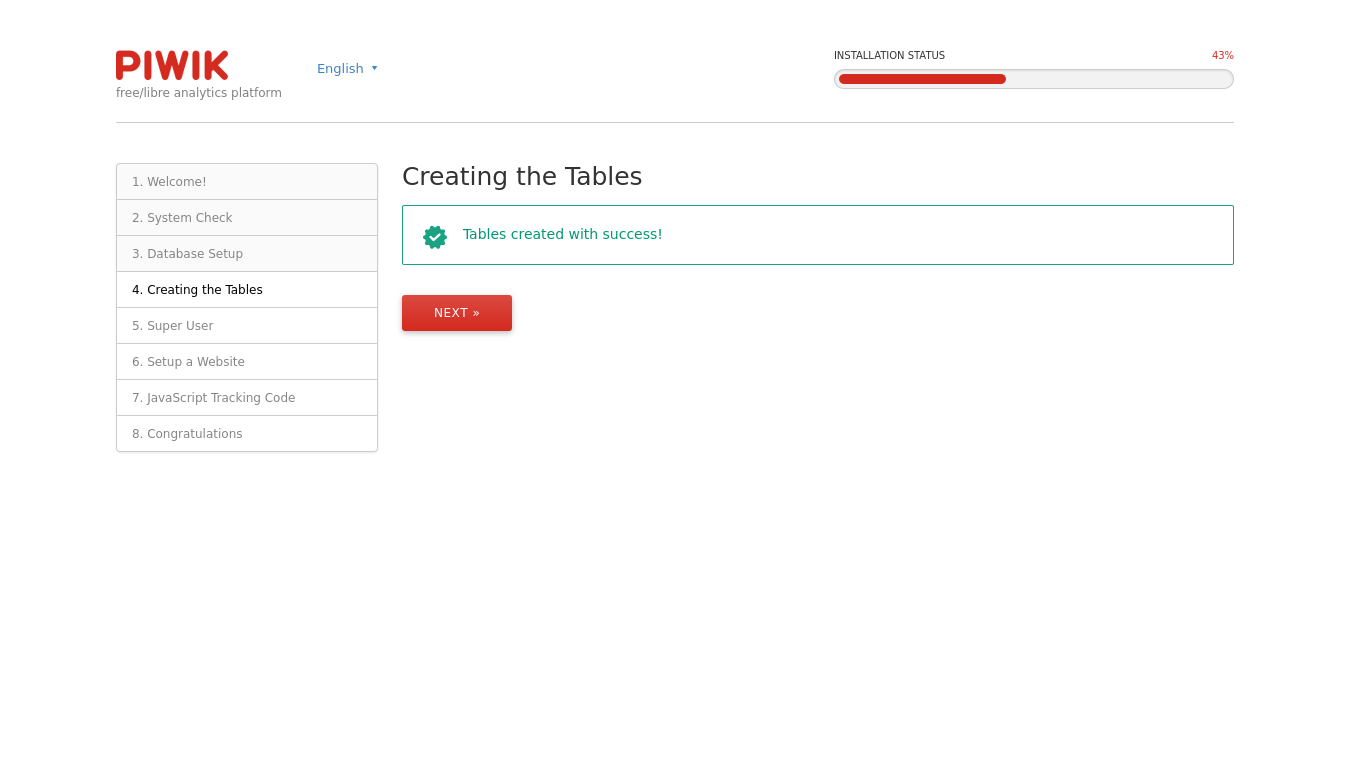 PIWIK
free/libre analytics platform
English
INSTALLATION STATUS
43%
1. Welcome!
2. System Check
3. Database Setup
4. Creating the Tables
5. Super User
6. Setup a Website
7. JavaScript Tracking Code
8. Congratulations
Creating the Tables
Tables created with success!
NEXT »